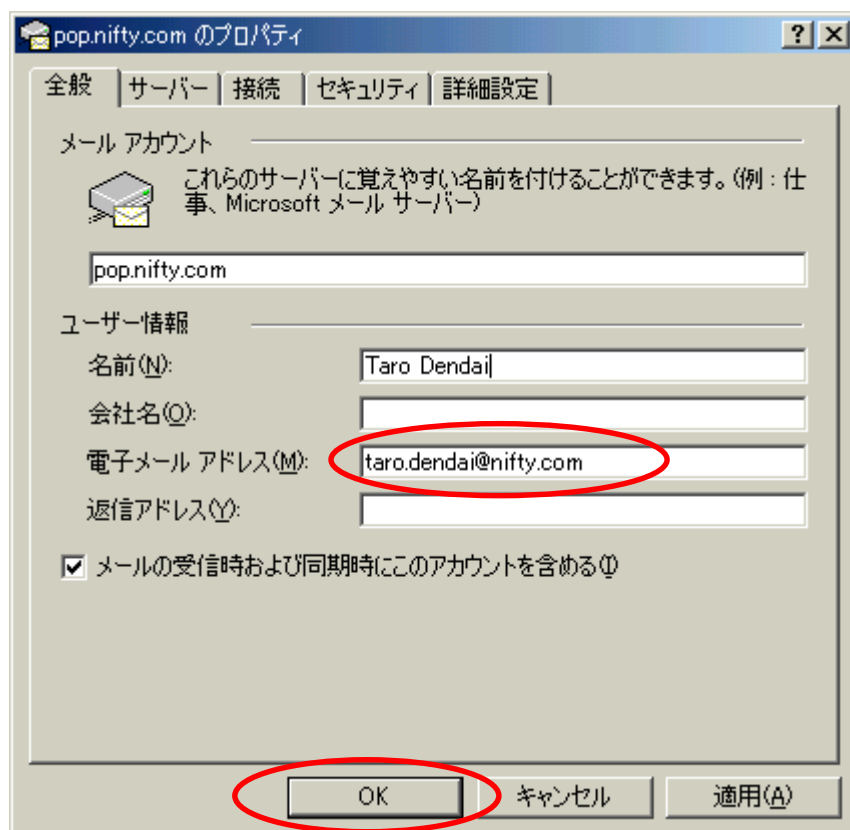 pop.nifty.com のプロパティ
全般 サーバー 接続 セキュリティ 詳細設定
メール アカウント
これらのサーバーに覚えやすい名前を付けることができます。(例 : 仕
事、Microsoft メール サーバー)
pop.nifty.com
ユーザー情報
名前(N): Taro Dendai
会社名(O):
電子メール アドレス(M): taro.dendai@nifty.com
返信アドレス(Y):
メールの受信時および同期時にこのアカウントを含める(I)
OK キャンセル 適用(A)